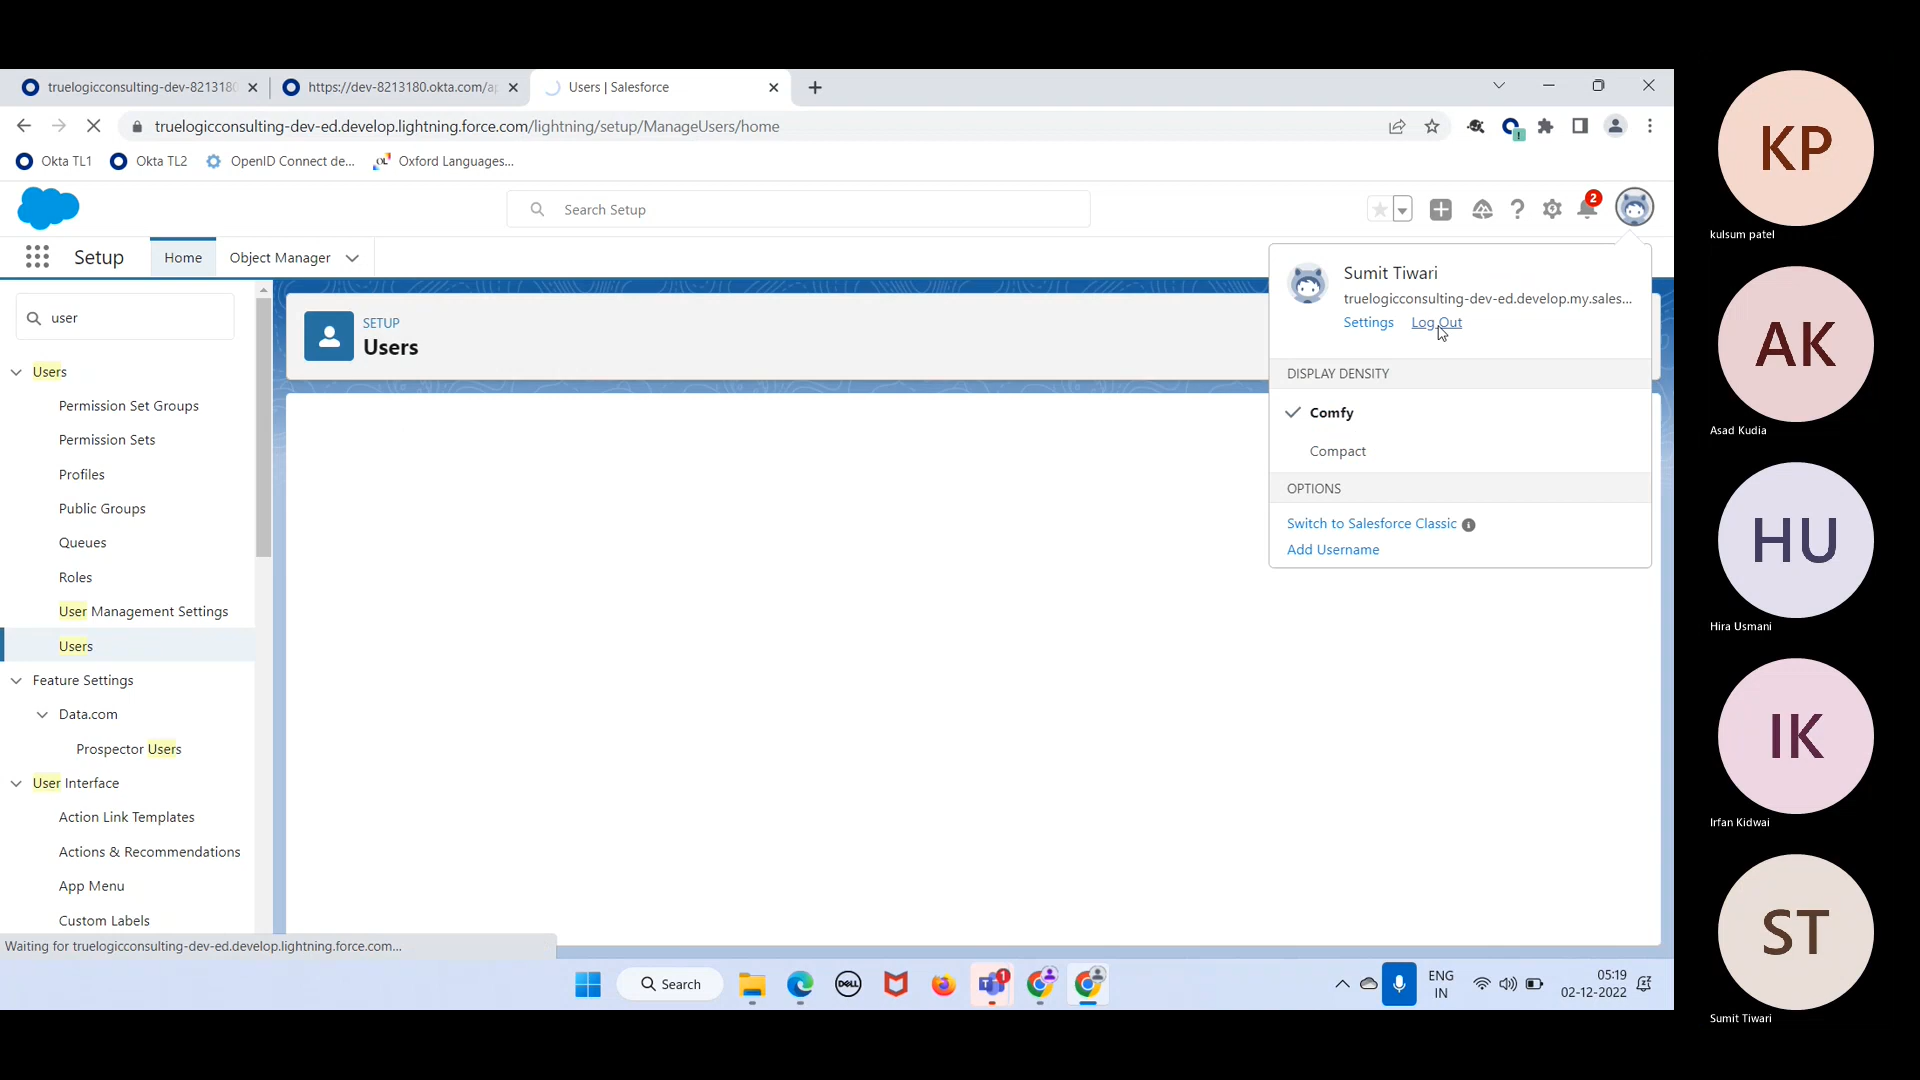 truelogicconsulting-dev-8213180
https://dev-8213180.okta.com/ap
Users | Salesforce
truelogicconsulting-dev-ed.develop.lightning.force.com/lightning/setup/ManageUsers/home
Okta TL1
Okta TL2
OpenID Connect de...
Oxford Languages...
Search Setup
2
Setup
Home
Object Manager
user
Users
Permission Set Groups
Permission Sets
Profiles
Public Groups
Queues
Roles
User Management Settings
Users
Feature Settings
Data.com
Prospector Users
User Interface
Action Link Templates
Actions & Recommendations
App Menu
Custom Labels
SETUP
Users
Sumit Tiwari
truelogicconsulting-dev-ed.develop.my.sales...
Settings
Log Out
DISPLAY DENSITY
Comfy
Compact
OPTIONS
Switch to Salesforce Classic
Add Username
Waiting for truelogicconsulting-dev-ed.develop.lightning.force.com...
Search
DELL
1
ENG
IN
05:19
02-12-2022
KP
kulsum patel
AK
Asad Kudia
HU
Hira Usmani
IK
Irfan Kidwai
ST
Sumit Tiwari